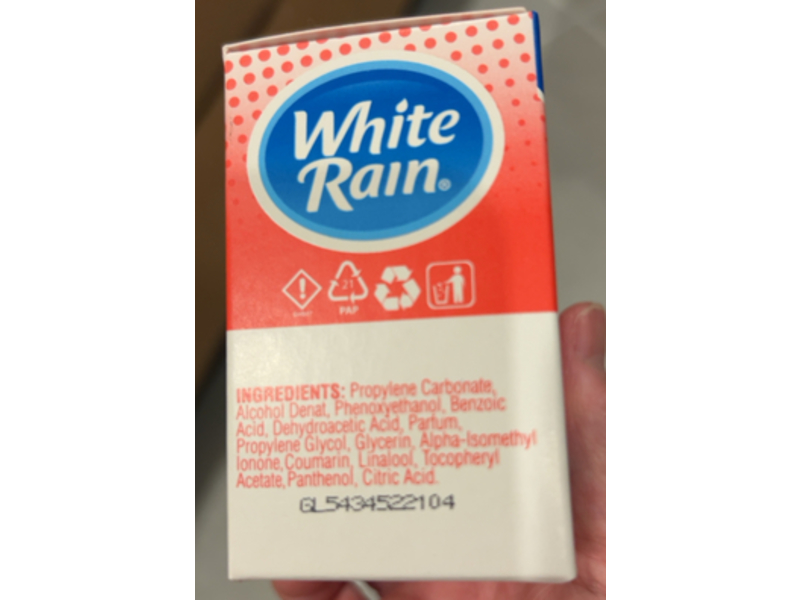 White
Rain®
21
PAP
INGREDIENTS: Propylene Carbonate,
Alcohol Denat, Phenoxyethanol, Benzoic
Acid, Dehydroacetic Acid, Parfum,
Propylene Glycol, Glycerin, Alpha-Isomethyl
Ionone, Coumarin, Linalool, Tocopheryl
Acetate, Panthenol, Citric Acid.
GL5434522104